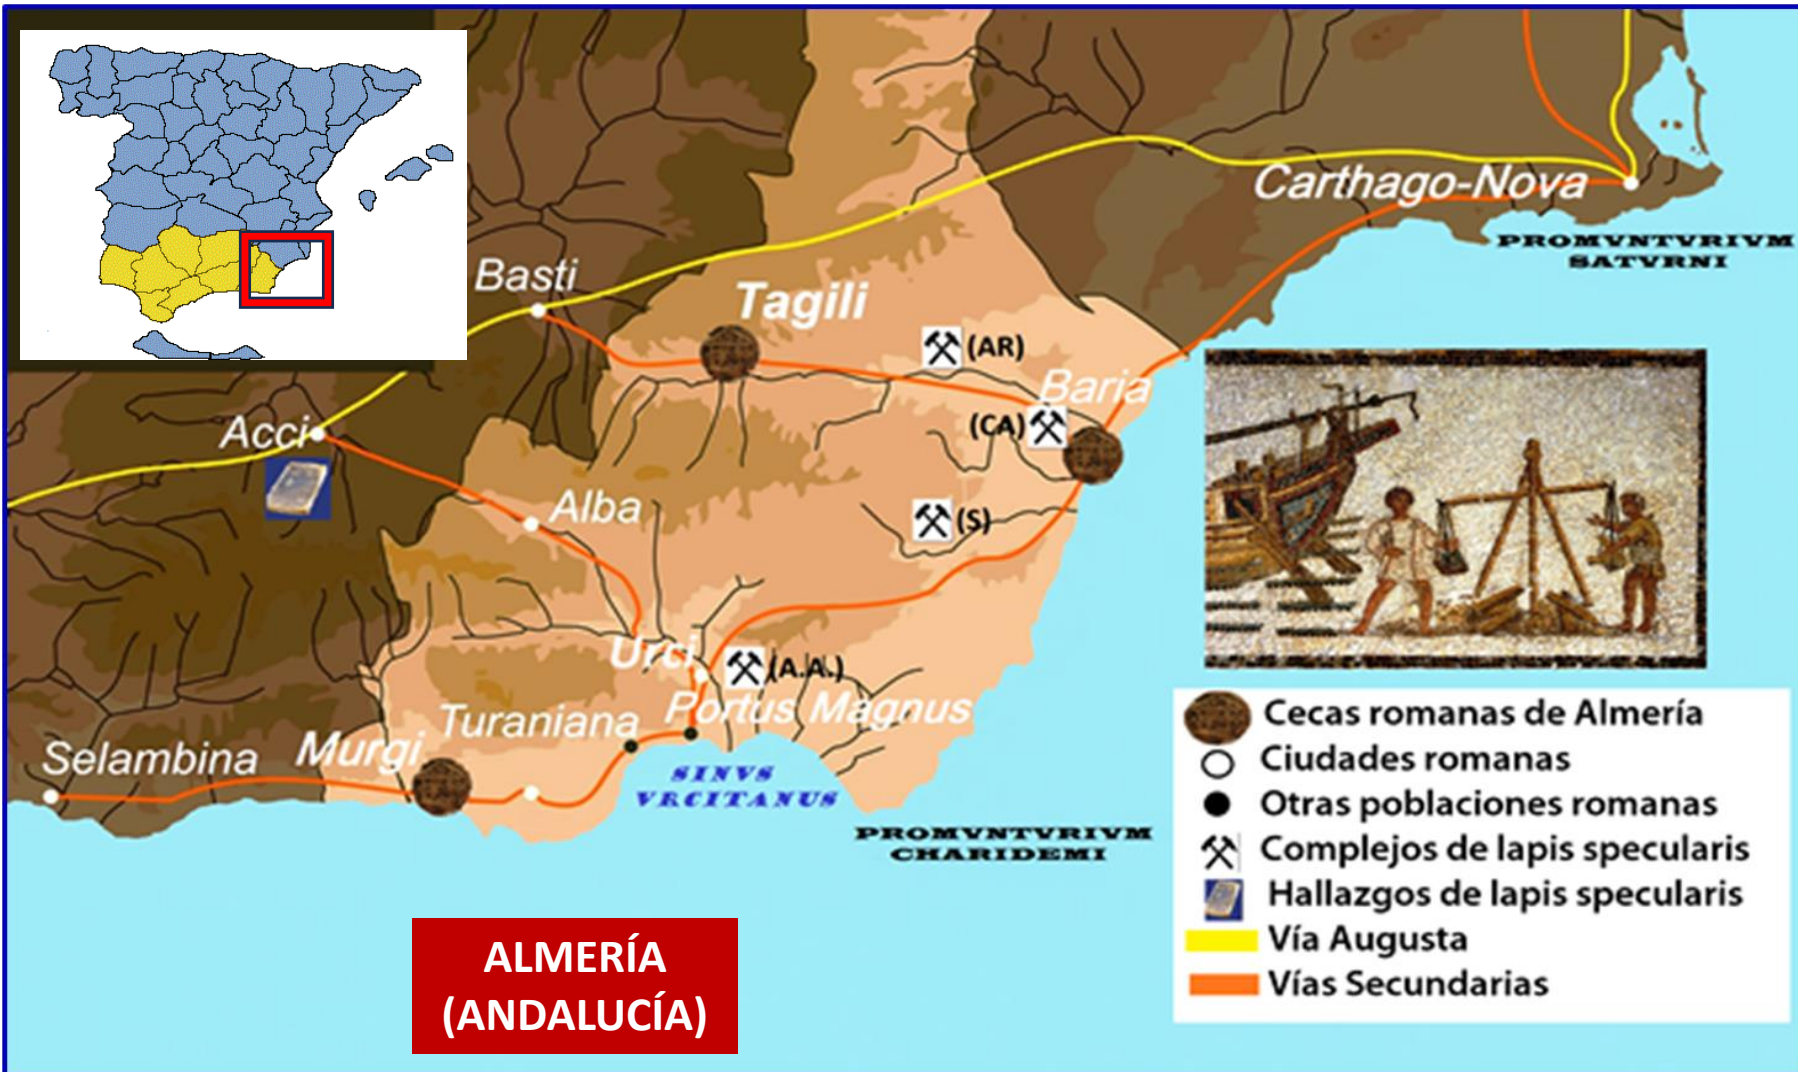 Carthago-Nova
PROMVNTVRIVM
SATVRNI
Basti
Tagili
(AR)
Baria
(CA)
Acci
Alba
(S)
Urci
(A.A.)
Portus Magnus
Turaniana
Murgi
Selambina
SINVS
VRCITANUS
PROMVNTVRIVM
CHARIDEMI
Cecas romanas de Almería
Ciudades romanas
Otras poblaciones romanas
Complejos de lapis specularis
Hallazgos de lapis specularis
Vía Augusta
Vías Secundarias
ALMERÍA
(ANDALUCÍA)